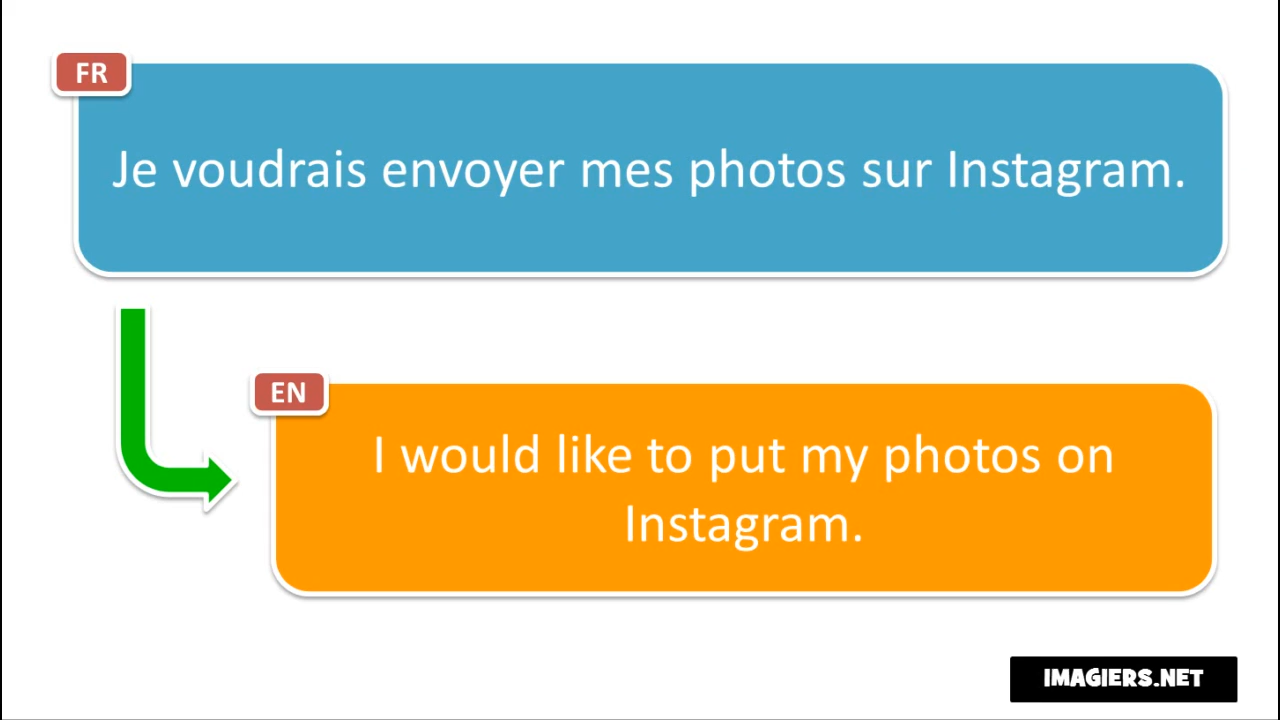 FR
Je voudrais envoyer mes photos sur Instagram.
EN
I would like to put my photos on
Instagram.
IMAGIERS.NET